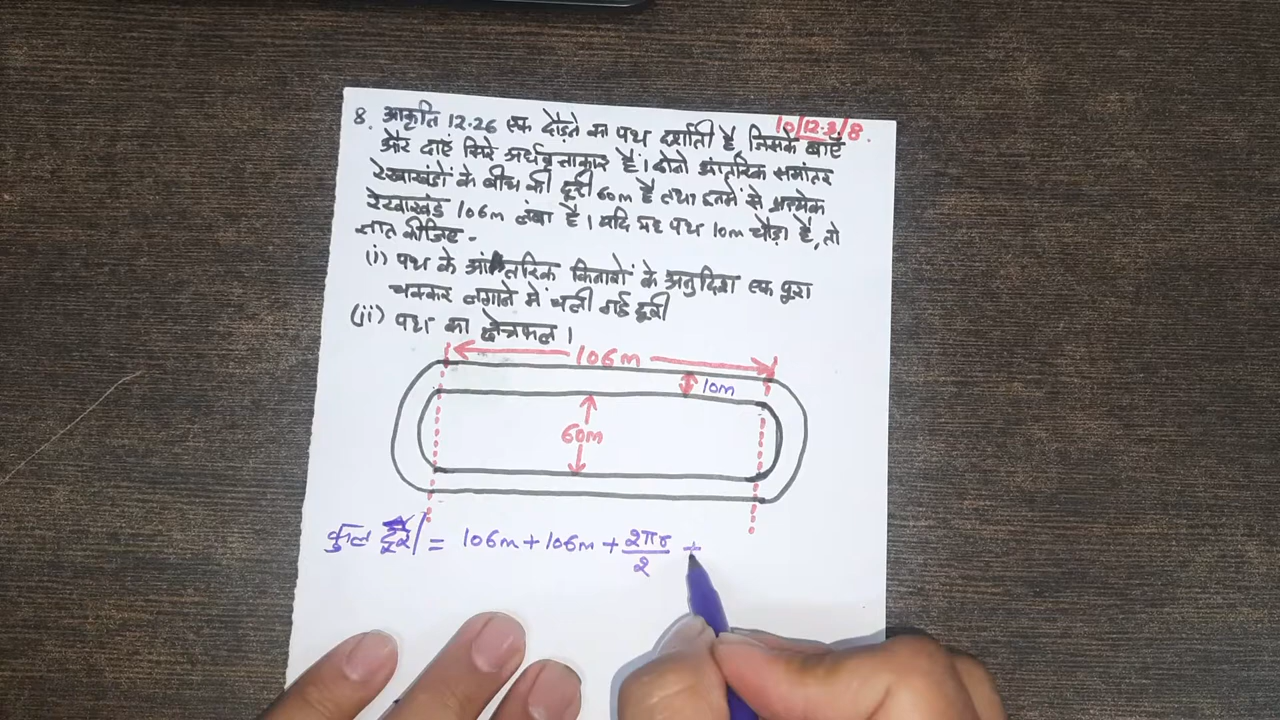 10/12.3/8.
8. आकृति 12.26 एक दौड़ने का पथ दर्शाती है, जिसके बाएँ
और दाएं सिरे अर्धवृत्ताकार हैं। दोनों आंतरिक समांतर
रेखाखंडों के बीच की दूरी 60m है तथा इनमें से प्रत्येक
रेखाखंड 106m लंबा है। यदि यह पथ 10m चौड़ा है, तो
ज्ञात कीजिए -
(i) पथ के आंतरिक किनारों के अनुदिश एक पूरा
चक्कर लगाने में चली गई दूरी
(ii) पथ का क्षेत्रफल।
106m
10m
60m
कुल दूरी = 106m + 106m + 2πr/2 +